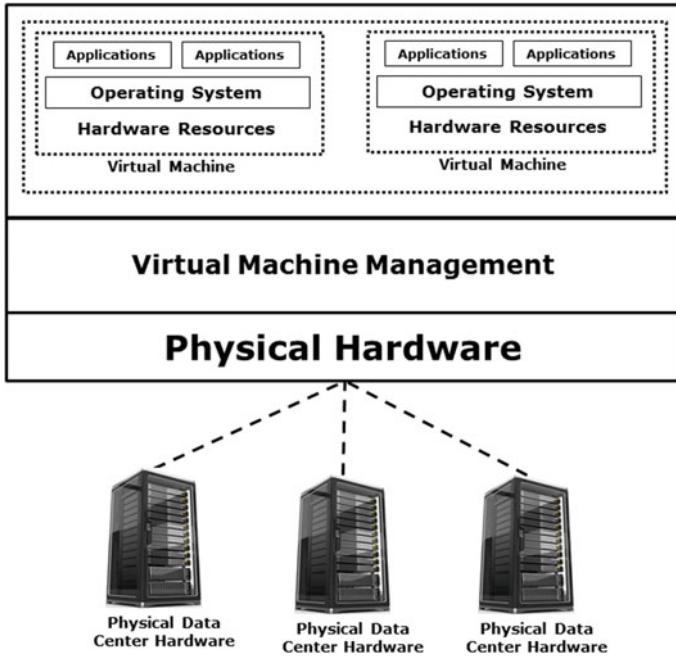 Applications Applications
Operating System
Hardware Resources
Virtual Machine
Applications Applications
Operating System
Hardware Resources
Virtual Machine
Virtual Machine Management
Physical Hardware
Physical Data
Center Hardware
Physical Data
Center Hardware
Physical Data
Center Hardware